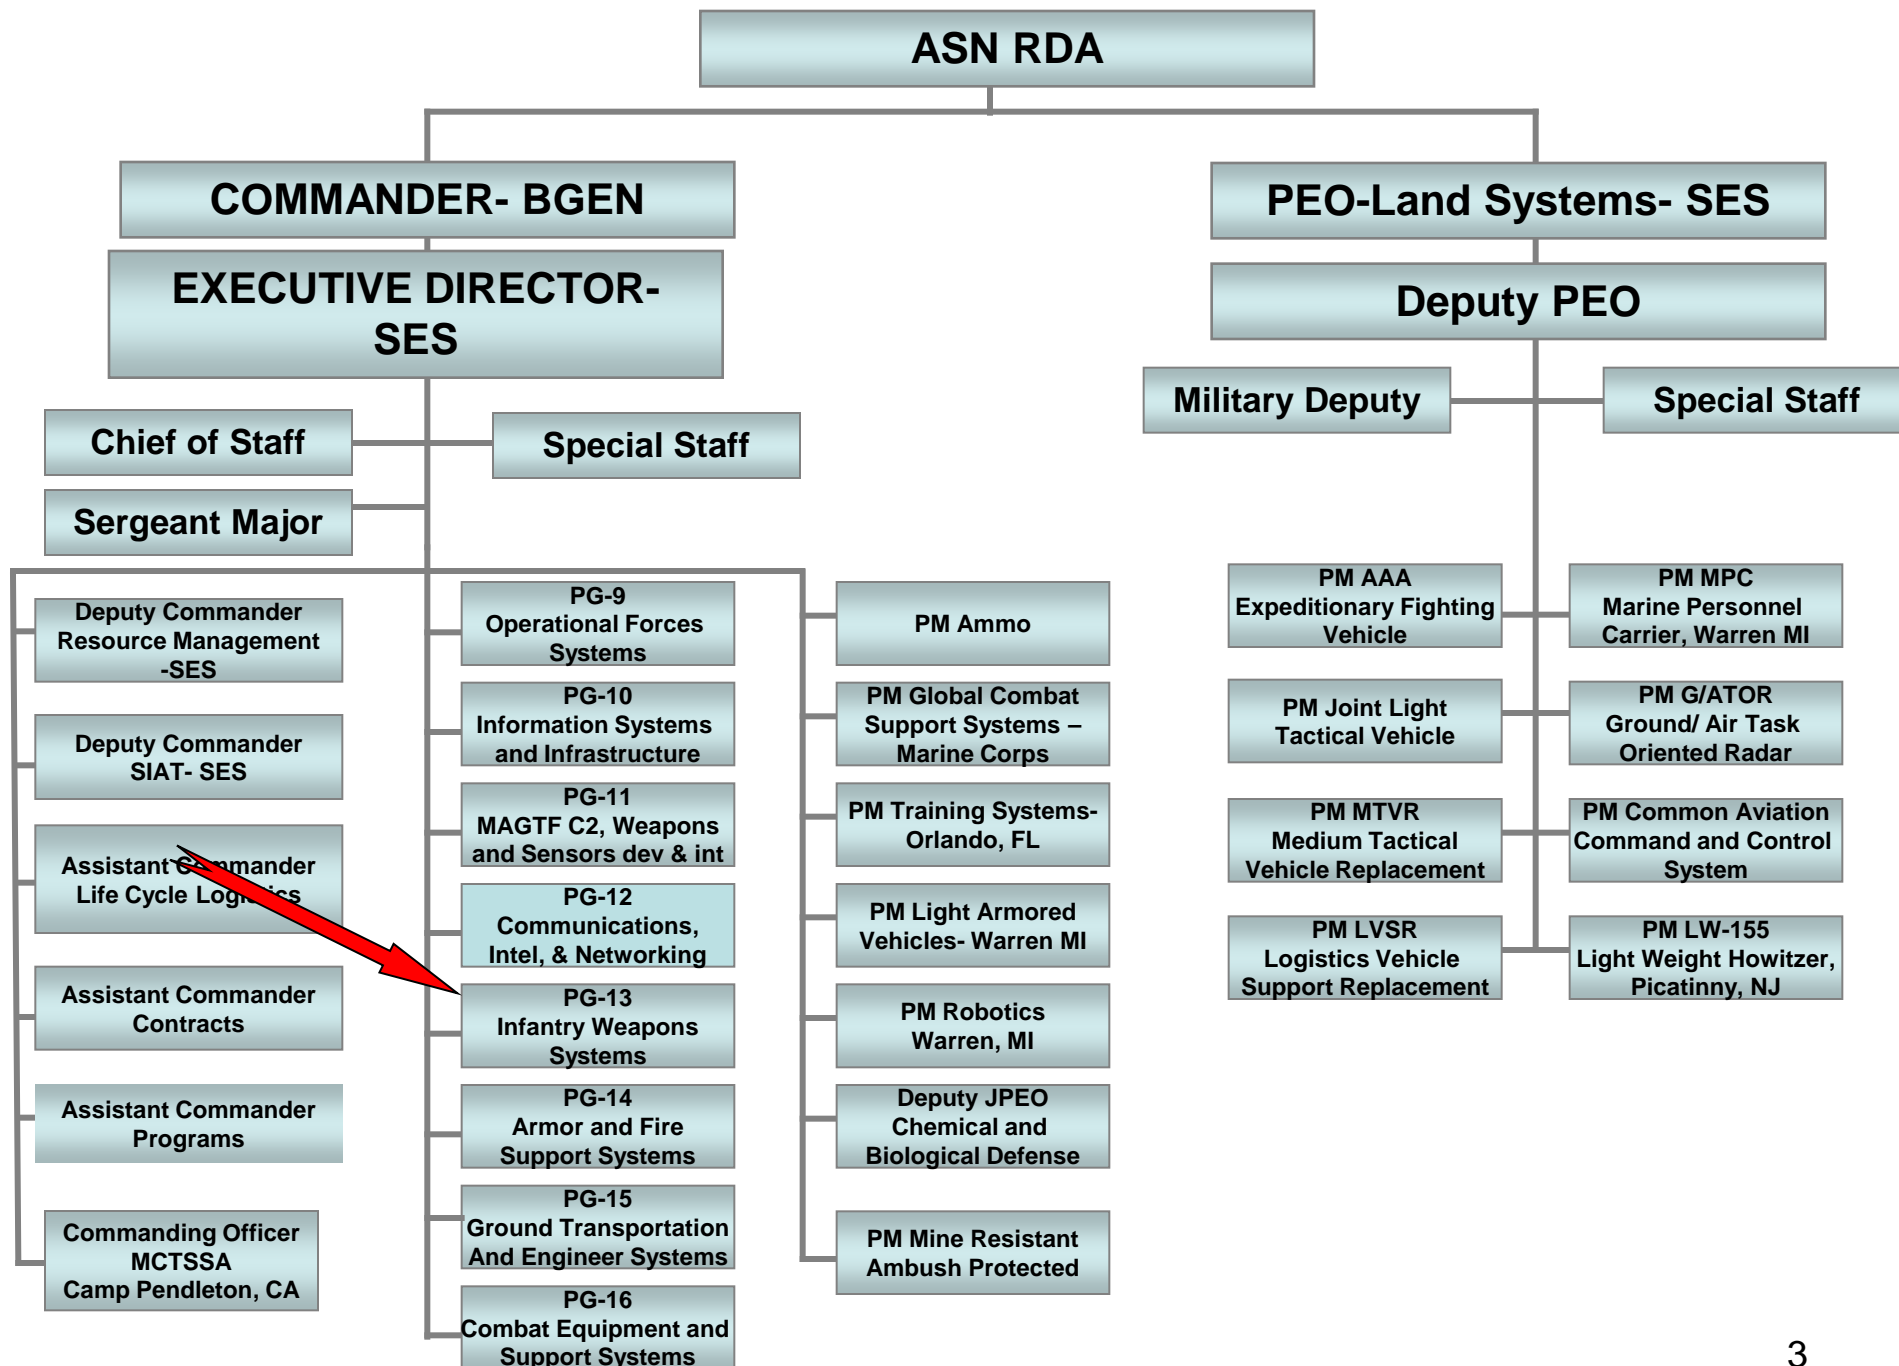 ASN RDA
COMMANDER- BGEN
EXECUTIVE DIRECTOR-
SES
Chief of Staff
Special Staff
Sergeant Major
Deputy Commander
Resource Management
-SES
Deputy Commander
SIAT- SES
Assistant Commander
Life Cycle Logistics
Assistant Commander
Contracts
Assistant Commander
Programs
Commanding Officer
MCTSSA
Camp Pendleton, CA
PG-9
Operational Forces
Systems
PG-10
Information Systems
and Infrastructure
PG-11
MAGTF C2, Weapons
and Sensors dev & int
PG-12
Communications,
Intel, & Networking
PG-13
Infantry Weapons
Systems
PG-14
Armor and Fire
Support Systems
PG-15
Ground Transportation
And Engineer Systems
PG-16
Combat Equipment and
Support Systems
PM Ammo
PM Global Combat
Support Systems –
Marine Corps
PM Training Systems-
Orlando, FL
PM Light Armored
Vehicles- Warren MI
PM Robotics
Warren, MI
Deputy JPEO
Chemical and
Biological Defense
PM Mine Resistant
Ambush Protected
PEO-Land Systems- SES
Deputy PEO
Military Deputy
Special Staff
PM AAA
Expeditionary Fighting
Vehicle
PM MPC
Marine Personnel
Carrier, Warren MI
PM Joint Light
Tactical Vehicle
PM G/ATOR
Ground/ Air Task
Oriented Radar
PM MTVR
Medium Tactical
Vehicle Replacement
PM Common Aviation
Command and Control
System
PM LVSR
Logistics Vehicle
Support Replacement
PM LW-155
Light Weight Howitzer,
Picatinny, NJ
3